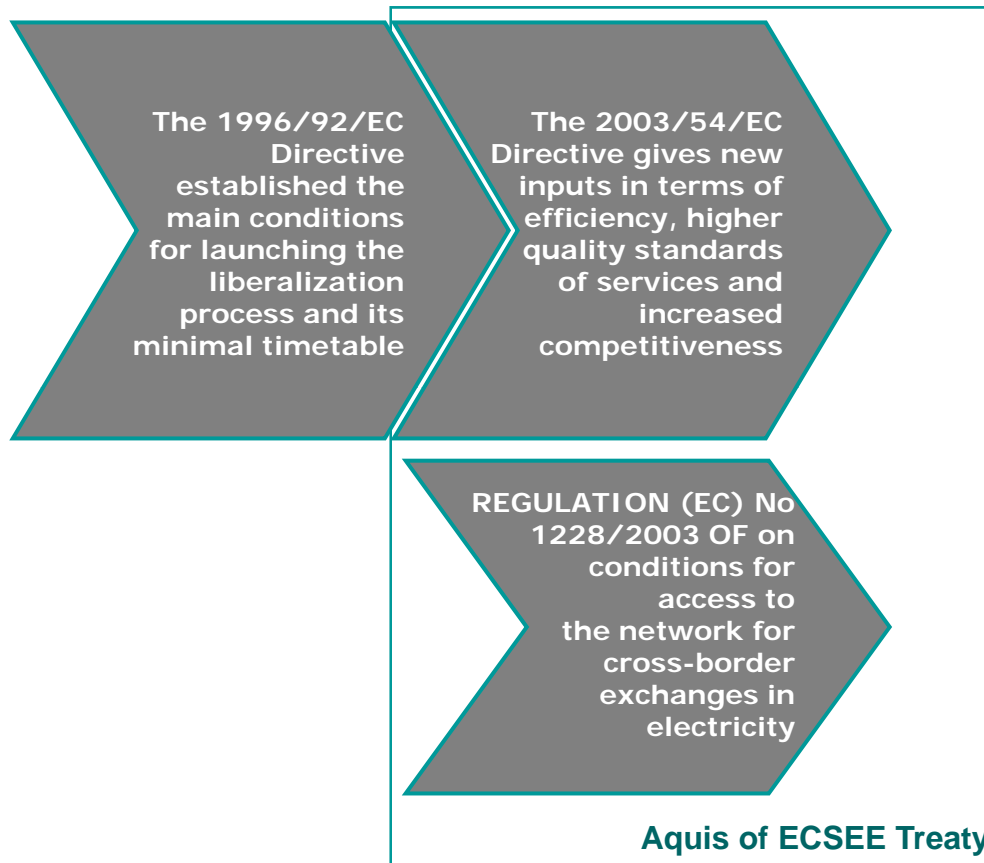 The 1996/92/EC
Directive
established the
main conditions
for launching the
liberalization
process and its
minimal timetable
The 2003/54/EC
Directive gives new
inputs in terms of
efficiency, higher
quality standards
of services and
increased
competitiveness
REGULATION (EC) No
1228/2003 OF on
conditions for
access to
the network for
cross-border
exchanges in
electricity
Aquis of ECSEE Treaty